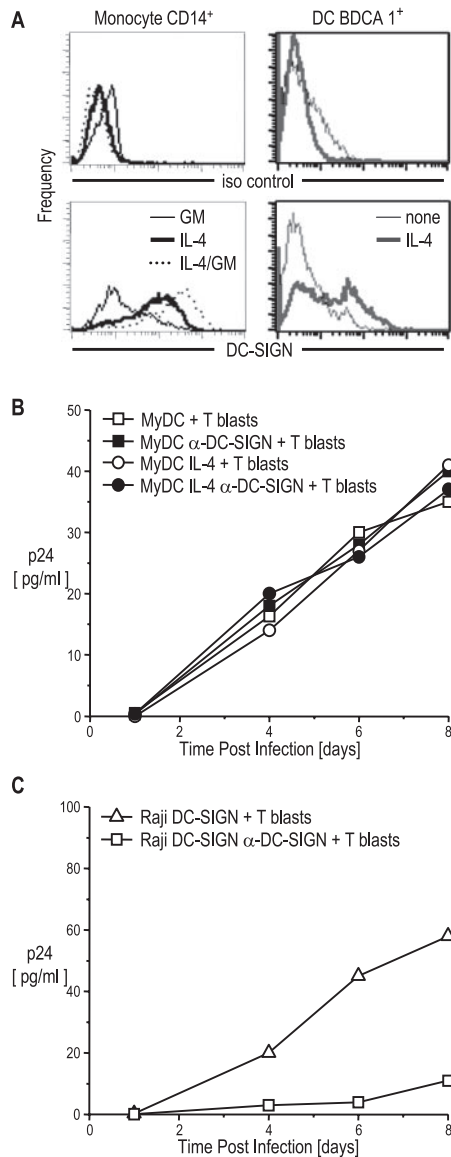 A
Monocyte CD14+
DC BDCA 1+
Frequency
iso control
GM
IL-4
IL-4/GM
none
IL-4
DC-SIGN
B
50
40
30
20
10
0
p24
[ pg/ml ]
MyDC + T blasts
MyDC α-DC-SIGN + T blasts
MyDC IL-4 + T blasts
MyDC IL-4 α-DC-SIGN + T blasts
0 2 4 6 8
Time Post Infection [days]
C
100
80
60
40
20
0
p24
[ pg/ml ]
Raji DC-SIGN + T blasts
Raji DC-SIGN α-DC-SIGN + T blasts
0 2 4 6 8
Time Post Infection [days]